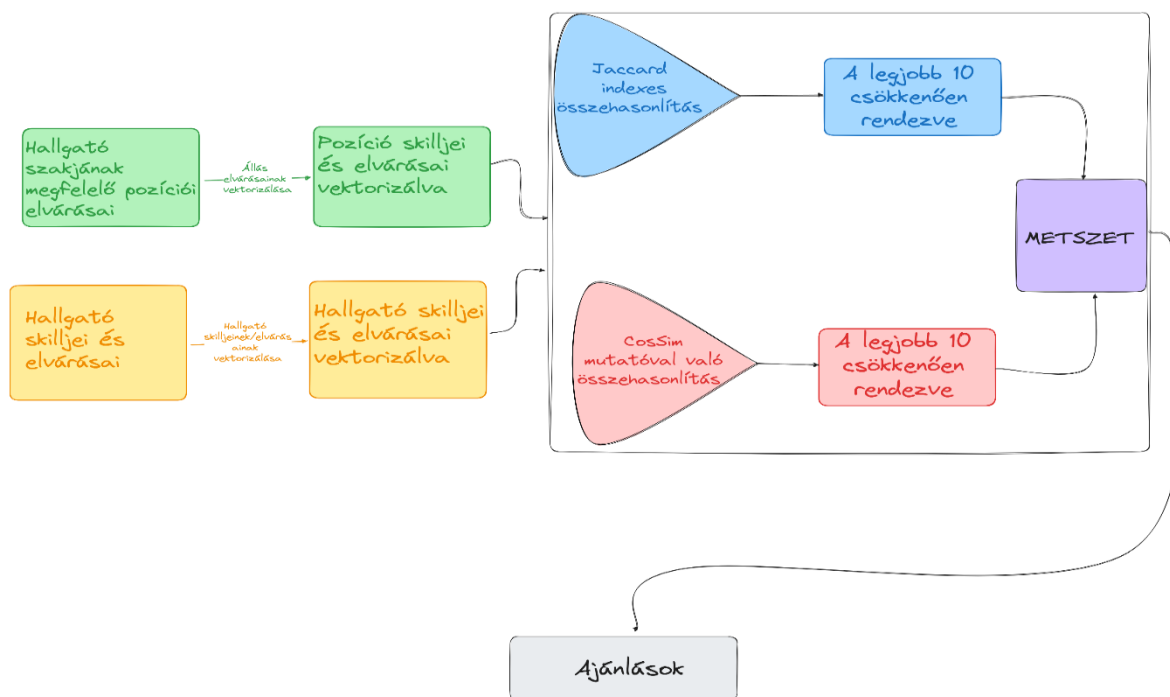 Hallgató
szakjának
megfelelő pozíciói
elvárásai
Állás
elvárásainak
vektorizálása
Pozíció skilljei
és elvárásai
vektorizálva
Hallgató
skilljei és
elvárásai
Hallgató
skilljeinek/elvárás
ainak
vektorizálása
Hallgató skilljei
és elvárásai
vektorizálva
Jaccard
indexes
összehasonlítás
A legjobb 10
csökkenően
rendezve
CosSim
mutatóval való
összehasonlítás
A legjobb 10
csökkenően
rendezve
METSZET
Ajánlások